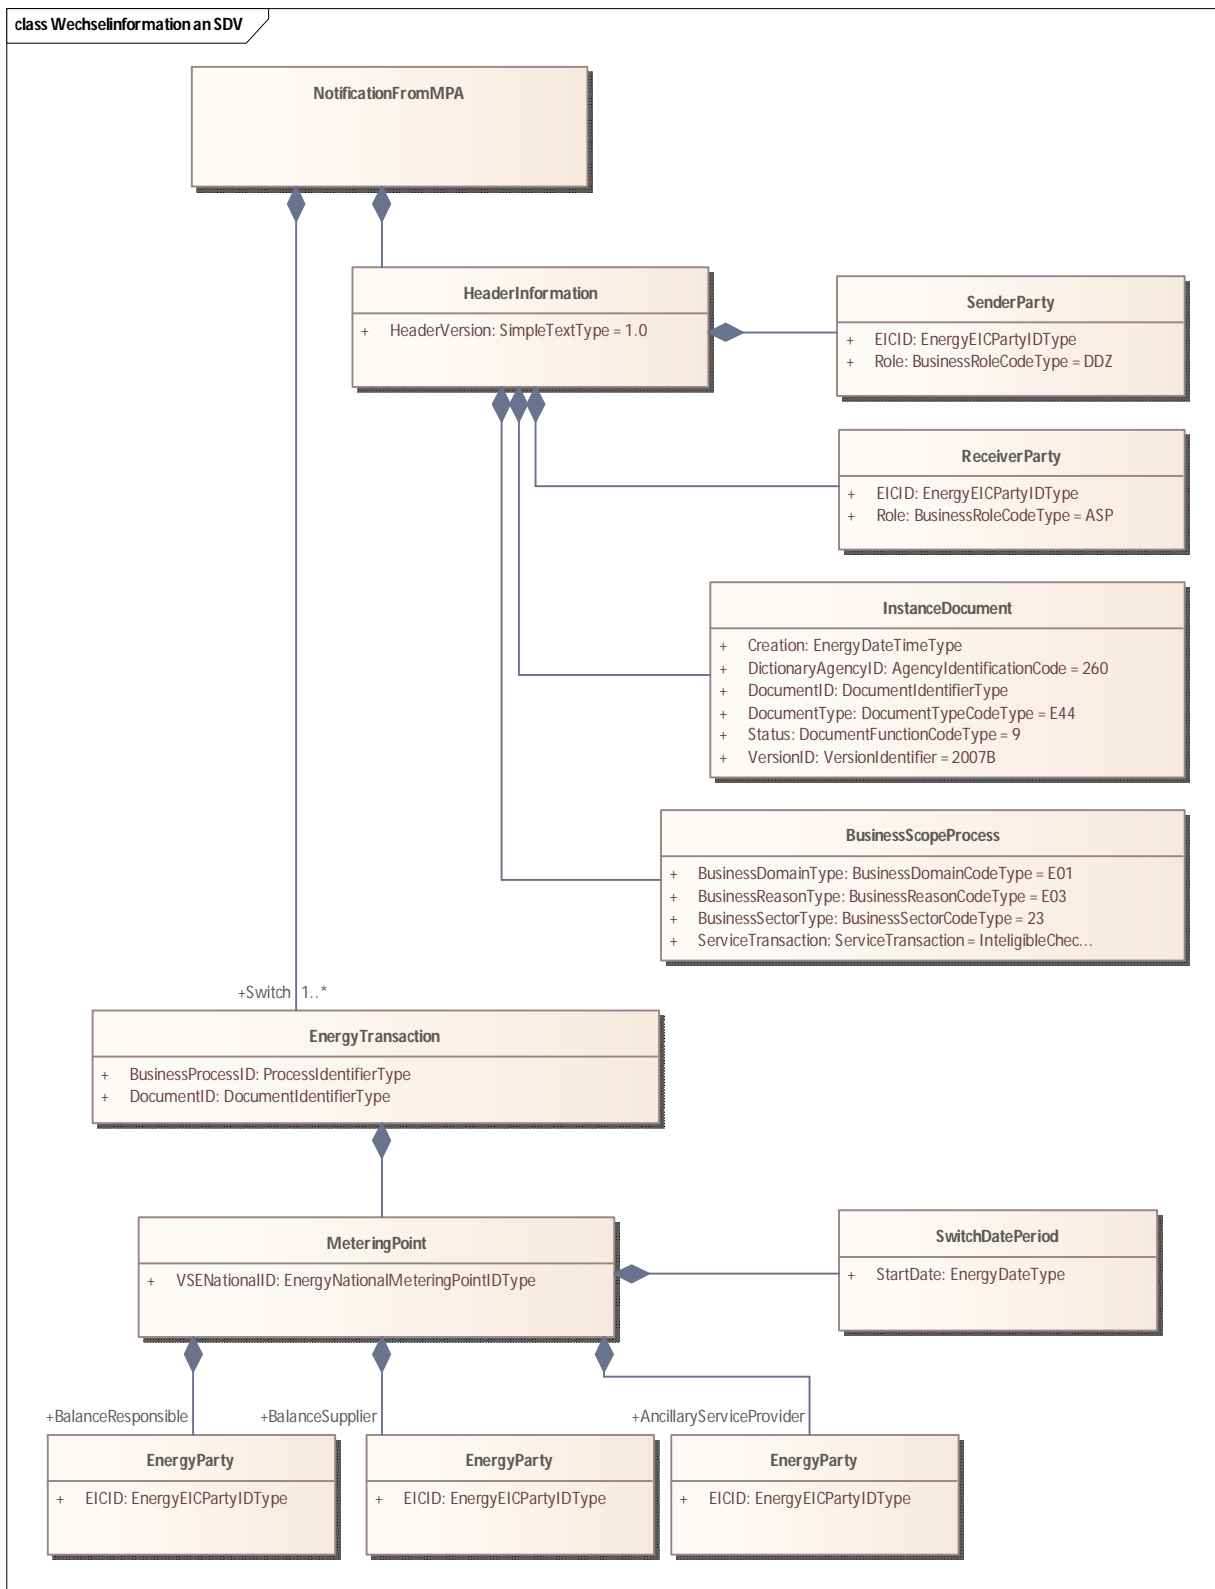 class Wechselinformation an SDV
NotificationFromMPA
HeaderInformation
+ HeaderVersion: SimpleTextType = 1.0
SenderParty
+ EICID: EnergyEICPartyIDType
+ Role: BusinessRoleCodeType = DDZ
ReceiverParty
+ EICID: EnergyEICPartyIDType
+ Role: BusinessRoleCodeType = ASP
InstanceDocument
+ Creation: EnergyDateTimeType
+ DictionaryAgencyID: AgencyIdentificationCode = 260
+ DocumentID: DocumentIdentifierType
+ DocumentType: DocumentTypeCodeType = E44
+ Status: DocumentFunctionCodeType = 9
+ VersionID: VersionIdentifier = 2007B
BusinessScopeProcess
+ BusinessDomainType: BusinessDomainCodeType = E01
+ BusinessReasonType: BusinessReasonCodeType = E03
+ BusinessSectorType: BusinessSectorCodeType = 23
+ ServiceTransaction: ServiceTransaction = InteligibleChec...
+Switch 1..*
EnergyTransaction
+ BusinessProcessID: ProcessIdentifierType
+ DocumentID: DocumentIdentifierType
MeteringPoint
+ VSENationalID: EnergyNationalMeteringPointIDType
SwitchDatePeriod
+ StartDate: EnergyDateType
+BalanceResponsible
+BalanceSupplier
+AncillaryServiceProvider
EnergyParty
+ EICID: EnergyEICPartyIDType
EnergyParty
+ EICID: EnergyEICPartyIDType
EnergyParty
+ EICID: EnergyEICPartyIDType